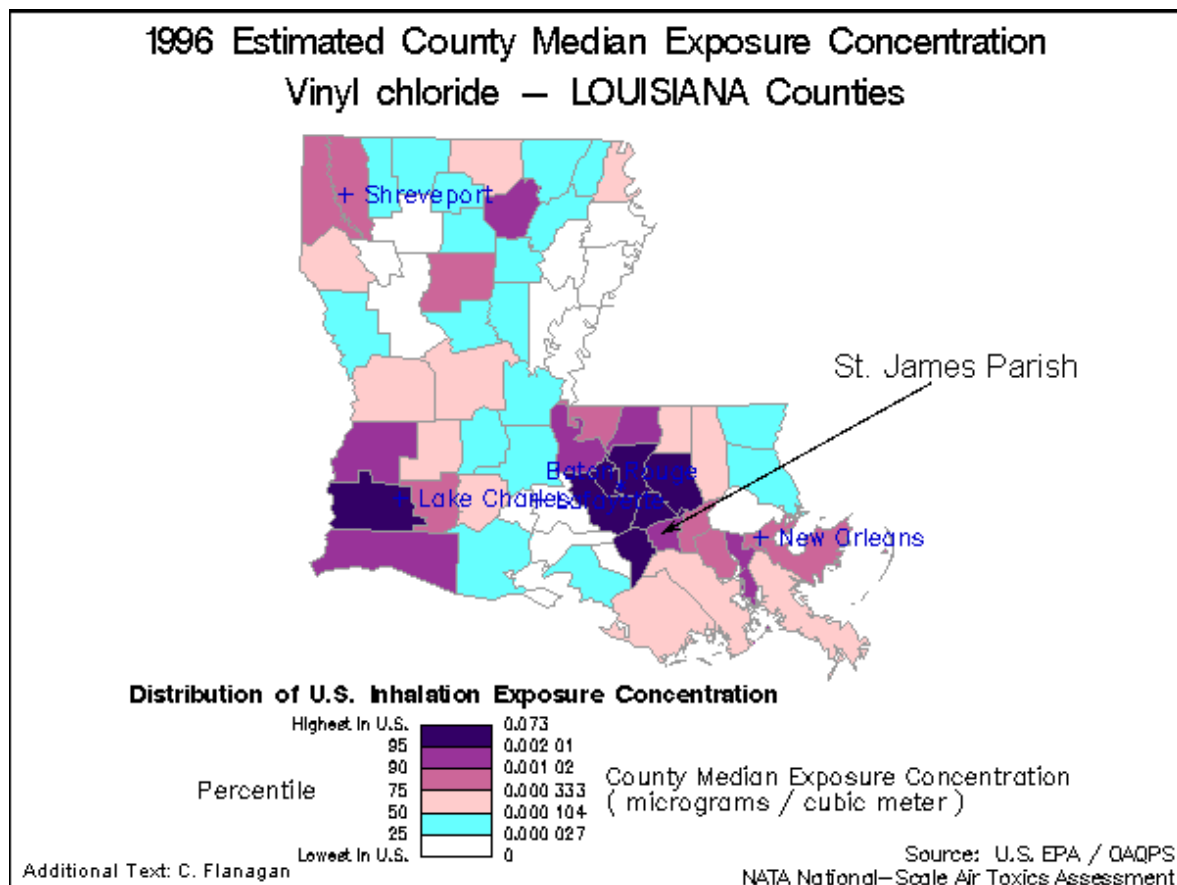 1996 Estimated County Median Exposure Concentration
Vinyl chloride – LOUISIANA Counties
+ Shreveport
St. James Parish
Baton Rouge
+ Lake Charles
+ Lafayette
+ New Orleans
Distribution of U.S. Inhalation Exposure Concentration
Highest In U.S. 0.073
95 0.002 01
90 0.001 02
75 0.000 333
50 0.000 104
25 0.000 027
Lowest In U.S. 0
Percentile
County Median Exposure Concentration
( micrograms / cubic meter )
Additional Text: C. Flanagan
Source: U.S. EPA / OAQPS
NATA National–Scale Air Toxics Assessment